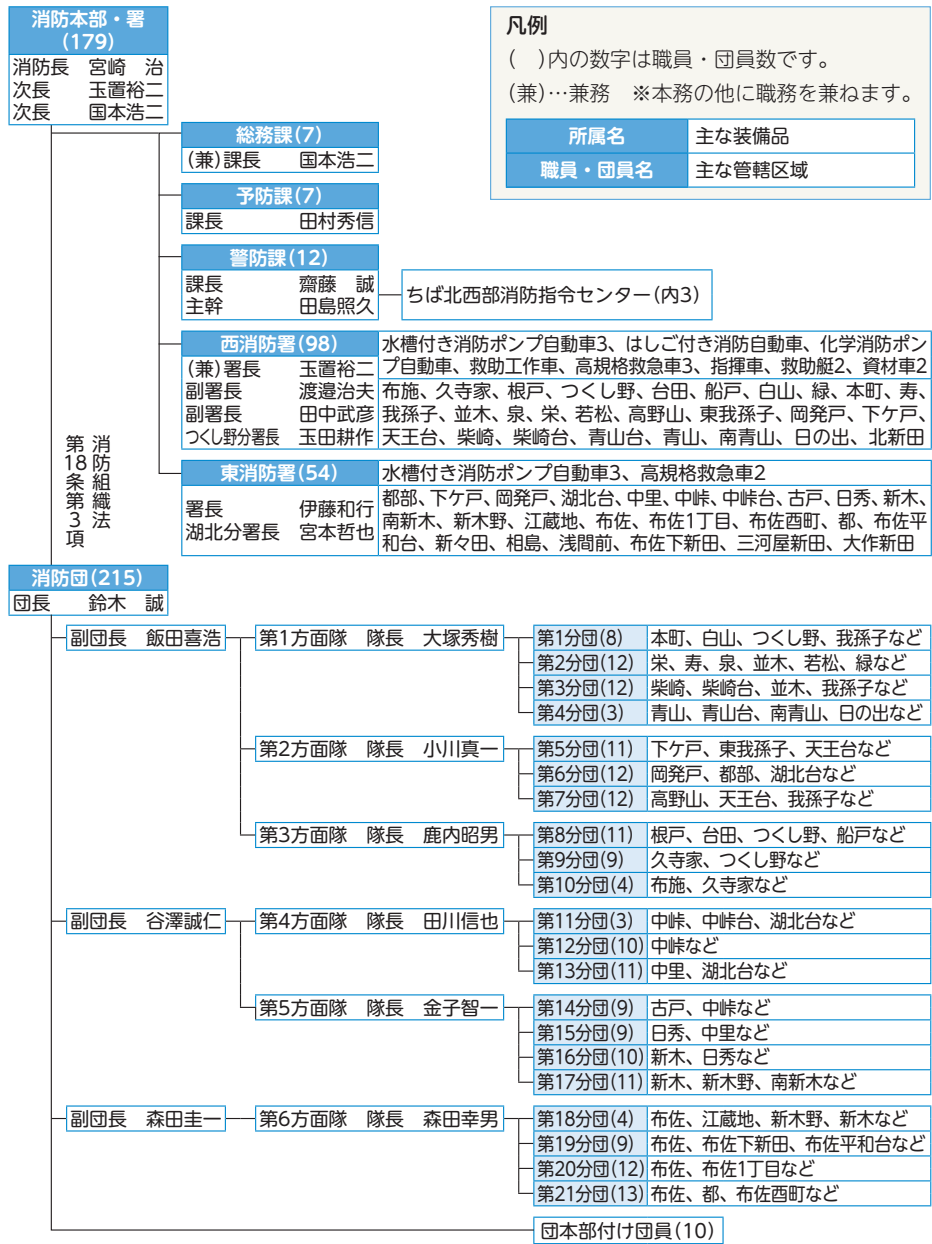 消防本部・署
(179)
消防長 宮崎 治
次長 玉置裕二
次長 国本浩二
凡例
( )内の数字は職員・団員数です。
(兼)…兼務 ※本務の他に職務を兼ねます。
所属名 主な装備品
職員・団員名 主な管轄区域
総務課(7)
(兼)課長 国本浩二
予防課(7)
課長 田村秀信
警防課(12)
課長 齋藤 誠
主幹 田島照久
ちば北西部消防指令センター(内3)
西消防署(98)
(兼)署長 玉置裕二
副署長 渡邉治夫
副署長 田中武彦
つくし野分署長 玉田耕作
水槽付き消防ポンプ自動車3、はしご付き消防自動車、化学消防ポン
プ自動車、救助工作車、高規格救急車3、指揮車、救助艇2、資材車2
布施、久寺家、根戸、つくし野、台田、船戸、白山、緑、本町、寿、
我孫子、並木、泉、栄、若松、高野山、東我孫子、岡発戸、下ケ戸、
天王台、柴崎、柴崎台、青山台、青山、南青山、日の出、北新田
東消防署(54)
署長 伊藤和行
湖北分署長 宮本哲也
水槽付き消防ポンプ自動車3、高規格救急車2
都部、下ケ戸、岡発戸、湖北台、中里、中峠、中峠台、古戸、日秀、新木、
南新木、新木野、江蔵地、布佐、布佐1丁目、布佐酉町、都、布佐平
和台、新々田、相島、浅間前、布佐下新田、三河屋新田、大作新田
消防組織法
第18条第3項
消防団(215)
団長 鈴木 誠
副団長 飯田喜浩
第1方面隊 隊長 大塚秀樹
第1分団(8) 本町、白山、つくし野、我孫子など
第2分団(12) 栄、寿、泉、並木、若松、緑など
第3分団(12) 柴崎、柴崎台、並木、我孫子など
第4分団(3) 青山、青山台、南青山、日の出など
第2方面隊 隊長 小川真一
第5分団(11) 下ケ戸、東我孫子、天王台など
第6分団(12) 岡発戸、都部、湖北台など
第7分団(12) 高野山、天王台、我孫子など
第3方面隊 隊長 鹿内昭男
第8分団(11) 根戸、台田、つくし野、船戸など
第9分団(9) 久寺家、つくし野など
第10分団(4) 布施、久寺家など
副団長 谷澤誠仁
第4方面隊 隊長 田川信也
第11分団(3) 中峠、中峠台、湖北台など
第12分団(10) 中峠など
第13分団(11) 中里、湖北台など
第5方面隊 隊長 金子智一
第14分団(9) 古戸、中峠など
第15分団(9) 日秀、中里など
第16分団(10) 新木、日秀など
第17分団(11) 新木、新木野、南新木など
副団長 森田圭一
第6方面隊 隊長 森田幸男
第18分団(4) 布佐、江蔵地、新木野、新木など
第19分団(9) 布佐、布佐下新田、布佐平和台など
第20分団(12) 布佐、布佐1丁目など
第21分団(13) 布佐、都、布佐酉町など
団本部付け団員(10)